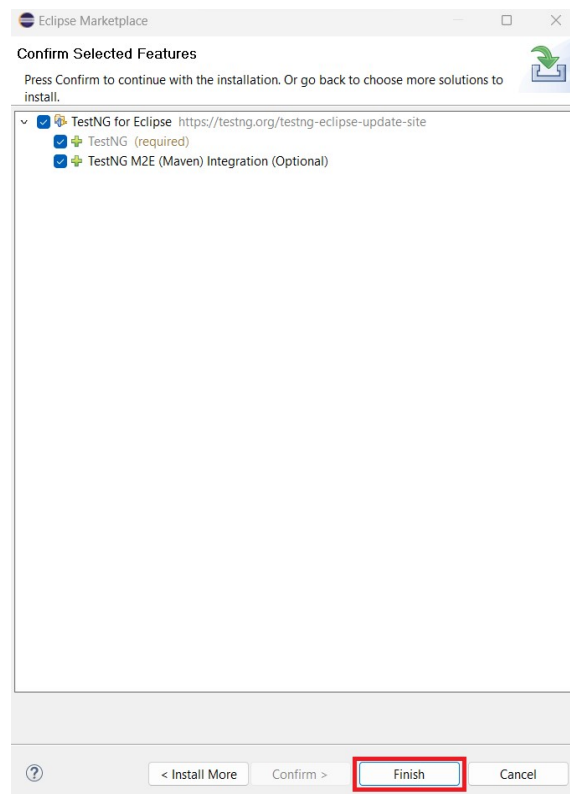 Eclipse Marketplace
Confirm Selected Features
Press Confirm to continue with the installation. Or go back to choose more solutions to
install.
TestNG for Eclipse https://testng.org/testng-eclipse-update-site
TestNG (required)
TestNG M2E (Maven) Integration (Optional)
< Install More Confirm > Finish Cancel